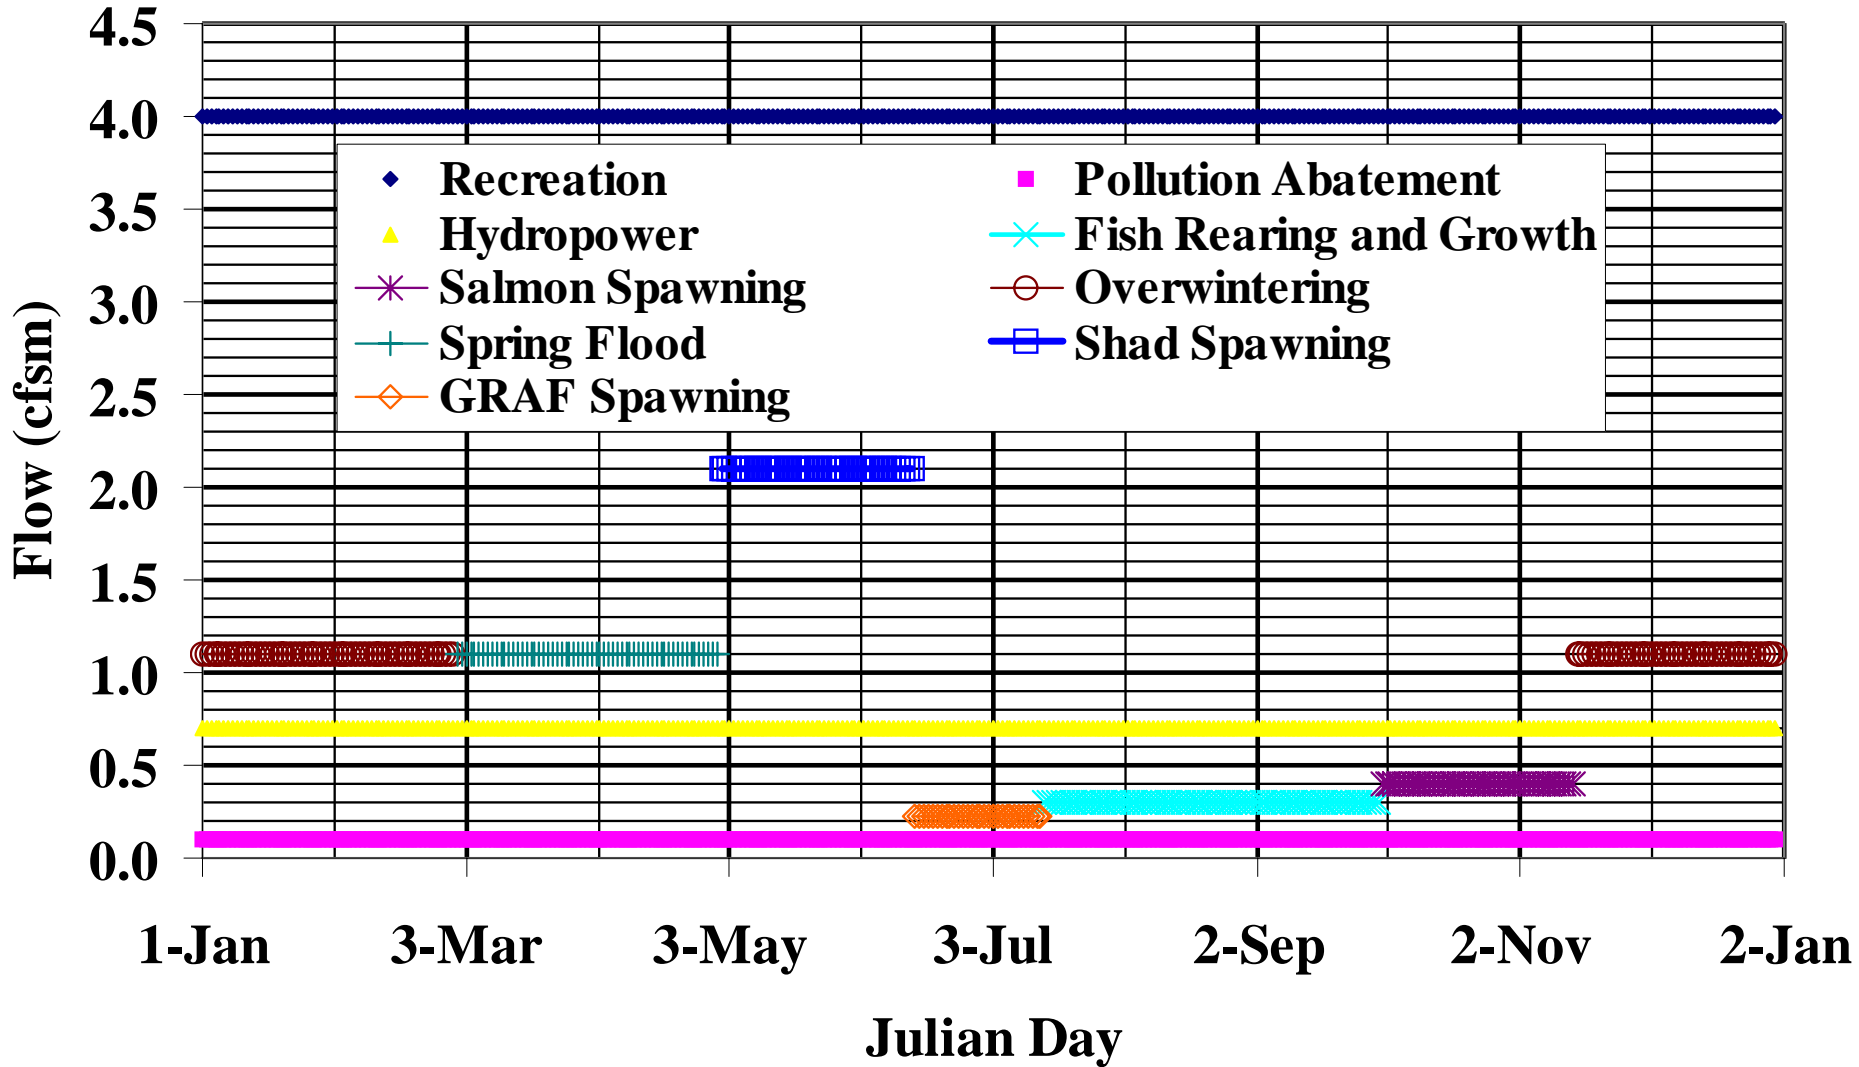 4.5
4.0
3.5
3.0
2.5
2.0
1.5
1.0
0.5
0.0
Flow (cfsm)
Recreation
Pollution Abatement
Hydropower
Fish Rearing and Growth
Salmon Spawning
Overwintering
Spring Flood
Shad Spawning
GRAF Spawning
1-Jan 3-Mar 3-May 3-Jul 2-Sep 2-Nov 2-Jan
Julian Day